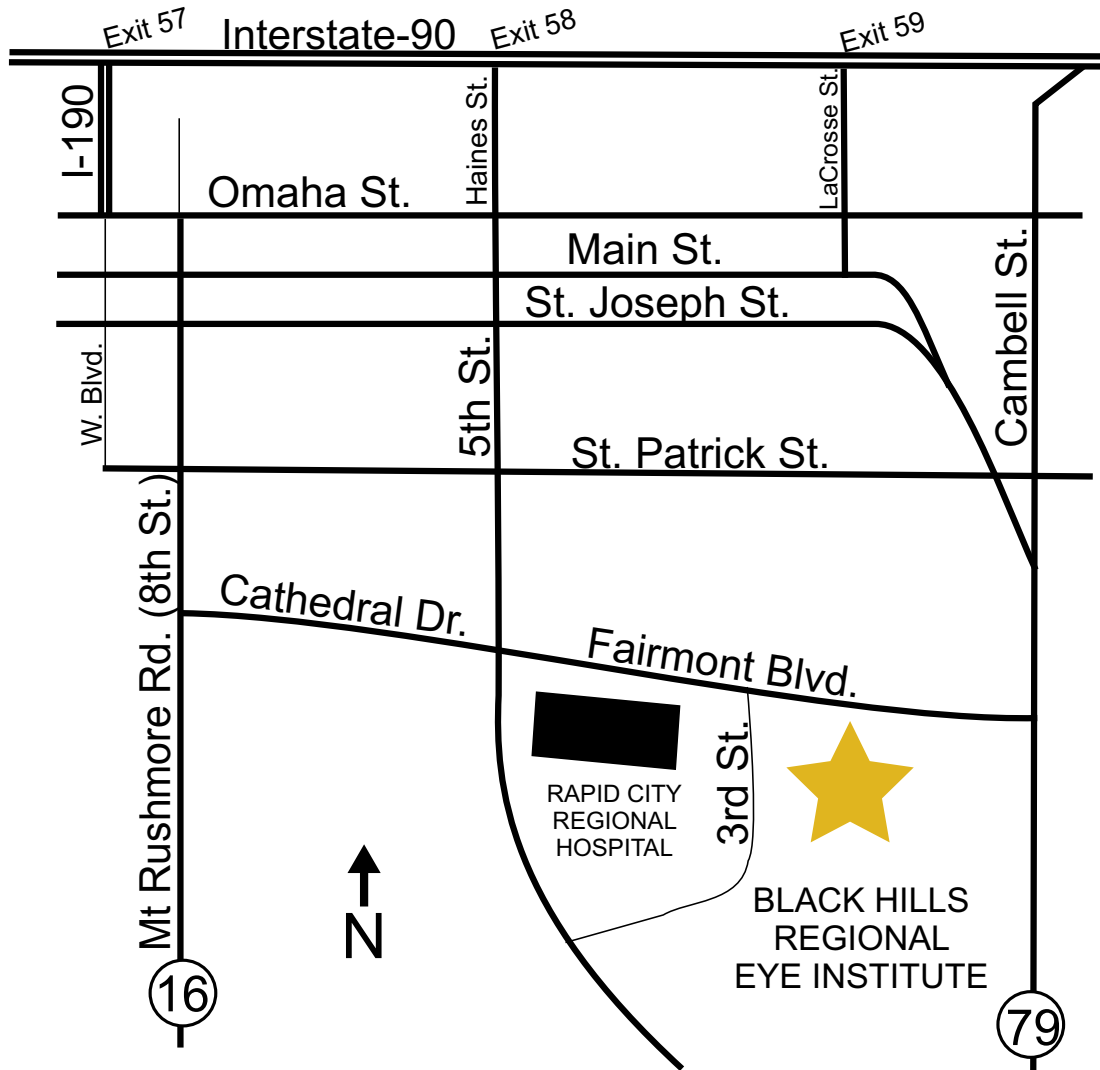 Exit 57
Interstate-90
Exit 58
Exit 59
I-190
Haines St.
LaCrosse St.
Omaha St.
Main St.
St. Joseph St.
Cambell St.
W. Blvd.
5th St.
St. Patrick St.
Mt Rushmore Rd. (8th St.)
Cathedral Dr.
Fairmont Blvd.
3rd St.
RAPID CITY
REGIONAL
HOSPITAL
N
BLACK HILLS
REGIONAL
EYE INSTITUTE
16
79